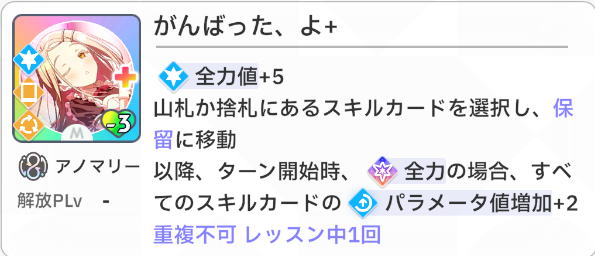 がんばった、よ+
全力値+5
山札か捨札にあるスキルカードを選択し、保
留に移動
以降、ターン開始時、全力の場合、すべ
てのスキルカードのパラメータ値増加+2
重複不可 レッスン中1回
M
-3
アノマリー
解放PLv -